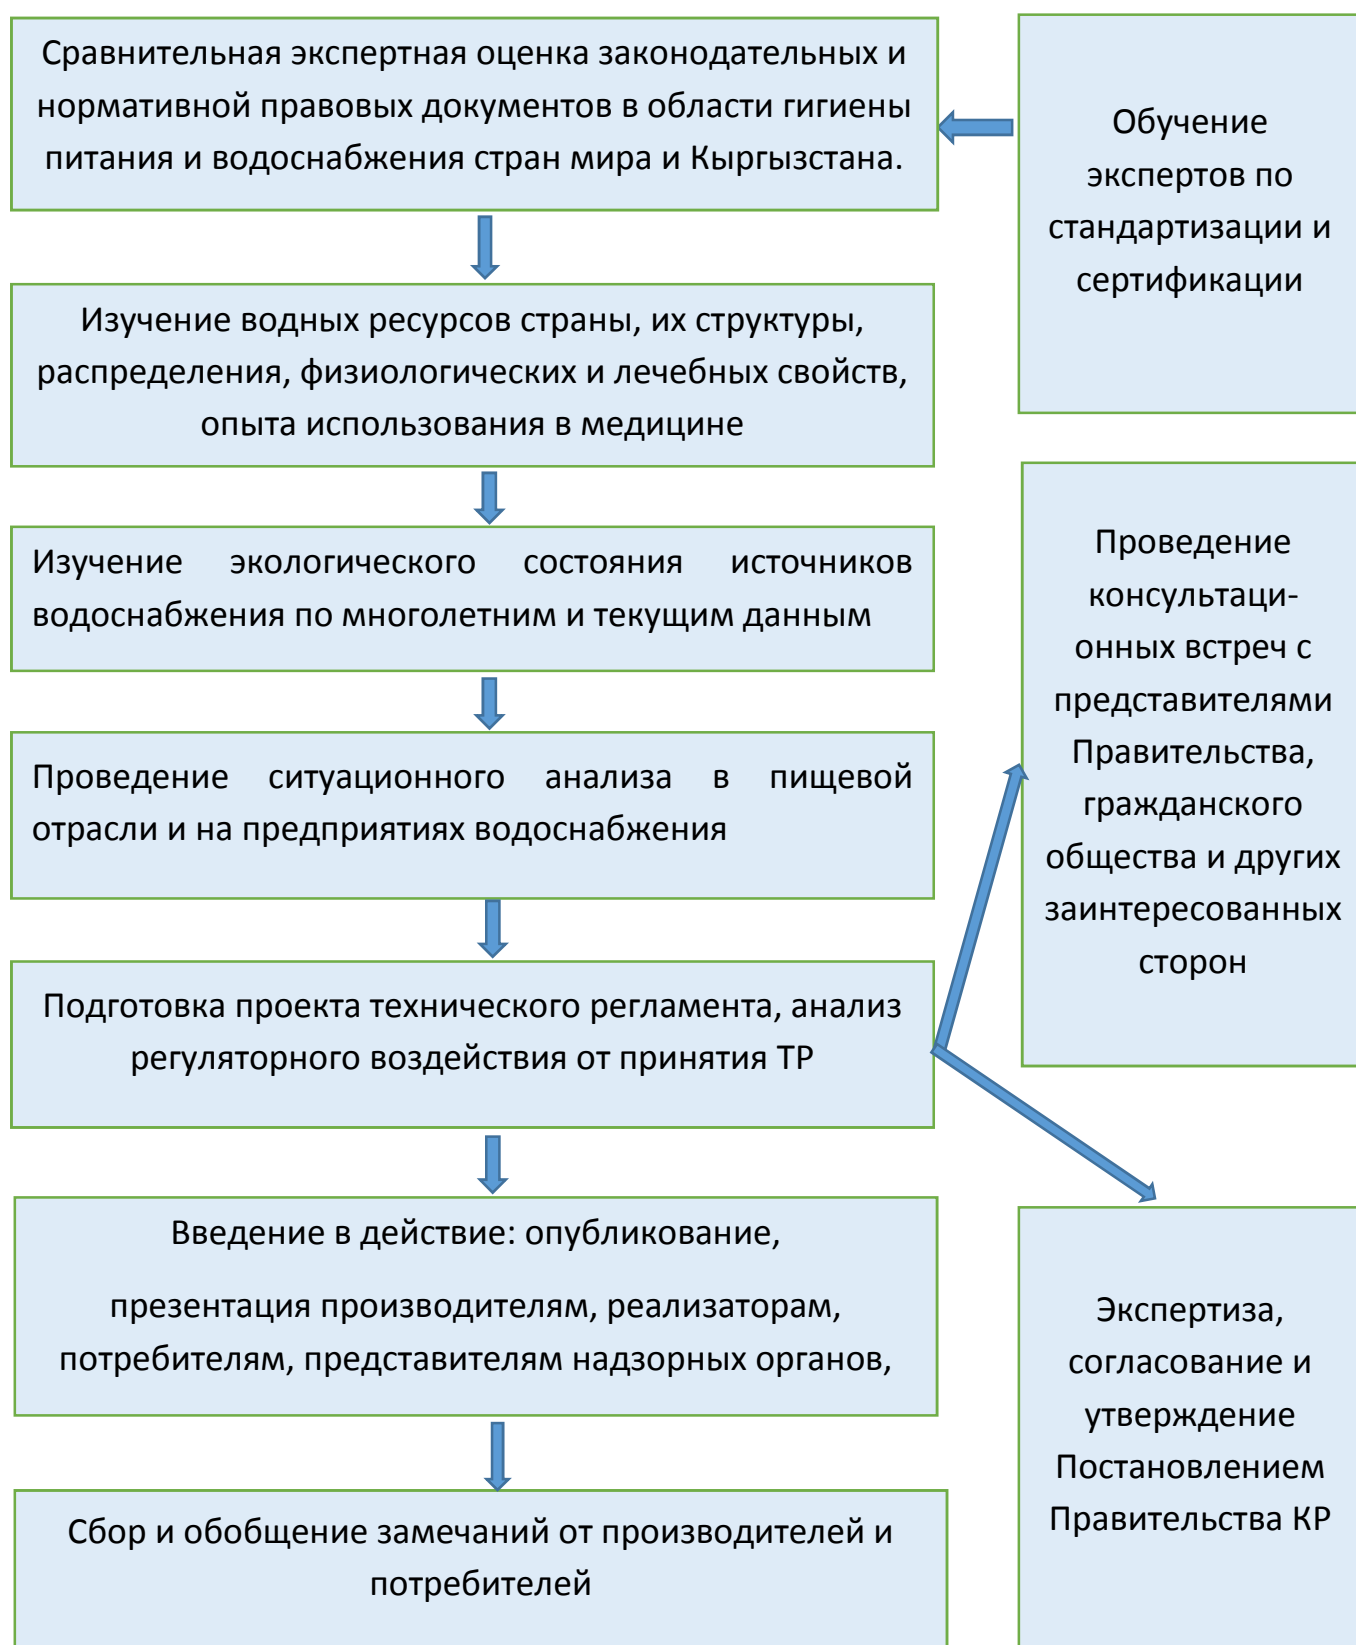 Сравнительная экспертная оценка законодательных и
нормативной правовых документов в области гигиены
питания и водоснабжения стран мира и Кыргызстана.
Обучение
экспертов по
стандартизации и
сертификации
Изучение водных ресурсов страны, их структуры,
распределения, физиологических и лечебных свойств,
опыта использования в медицине
Изучение экологического состояния источников
водоснабжения по многолетним и текущим данным
Проведение
консультаци-
онных встреч с
представителями
Правительства,
гражданского
общества и других
заинтересованных
сторон
Проведение ситуационного анализа в пищевой
отрасли и на предприятиях водоснабжения
Подготовка проекта технического регламента, анализ
регуляторного воздействия от принятия ТР
Введение в действие: опубликование,
презентация производителям, реализаторам,
потребителям, представителям надзорных органов,
Экспертиза,
согласование и
утверждение
Постановлением
Правительства КР
Сбор и обобщение замечаний от производителей и
потребителей